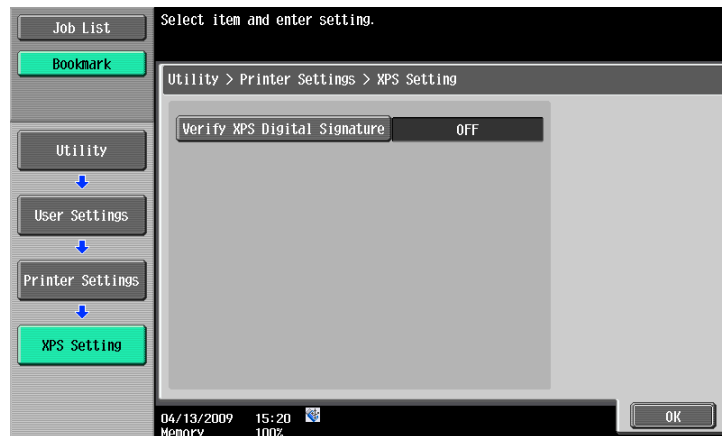 Job List
Select item and enter setting.
Bookmark
Utility > Printer Settings > XPS Setting
Verify XPS Digital Signature OFF
Utility
User Settings
Printer Settings
XPS Setting
04/13/2009 15:20
Memory 100%
OK